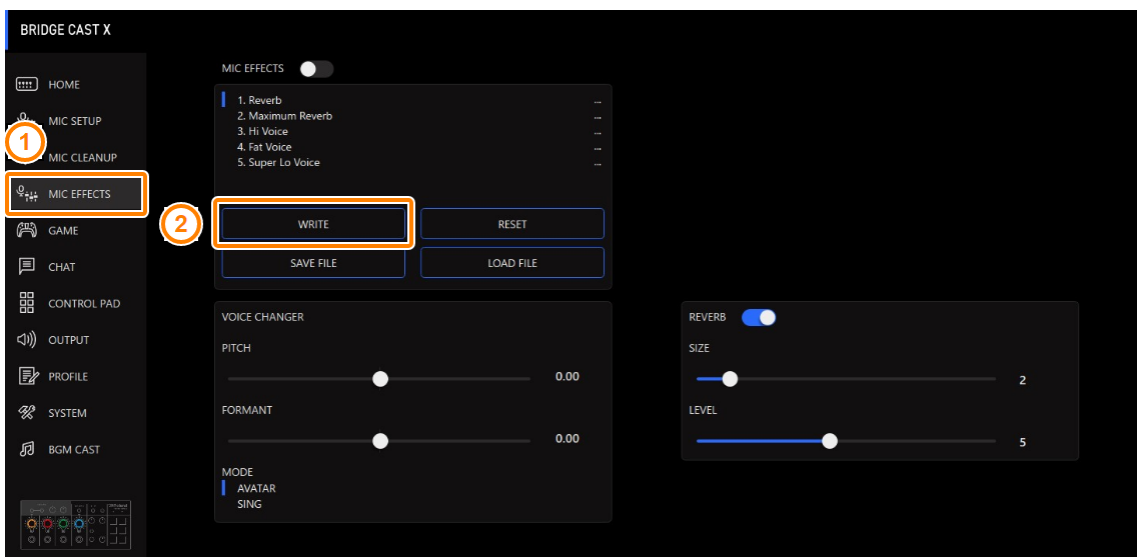 BRIDGE CAST X
HOME
MIC SETUP
1
MIC CLEANUP
MIC EFFECTS
GAME
CHAT
CONTROL PAD
OUTPUT
PROFILE
SYSTEM
BGM CAST
MIC EFFECTS
1. Reverb --
2. Maximum Reverb --
3. Hi Voice --
4. Fat Voice --
5. Super Lo Voice --
2
WRITE RESET
SAVE FILE LOAD FILE
VOICE CHANGER
PITCH
0.00
FORMANT
0.00
MODE
AVATAR
SING
REVERB
SIZE
2
LEVEL
5